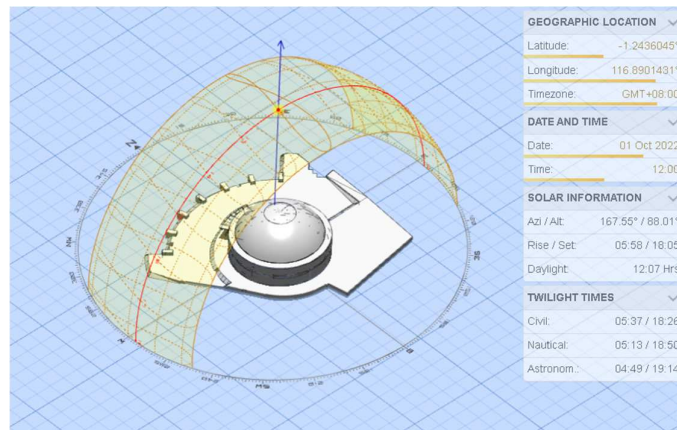 GEOGRAPHIC LOCATION
Latitude: -1.2436045°
Longitude: 116.8901431°
Timezone: GMT+08:00
DATE AND TIME
Date: 01 Oct 2022
Time: 12:00
SOLAR INFORMATION
Azi / Alt: 167.55° / 88.01°
Rise / Set: 05:58 / 18:05
Daylight: 12:07 Hrs
TWILIGHT TIMES
Civil: 05:37 / 18:26
Nautical: 05:13 / 18:50
Astronom.: 04:49 / 19:14